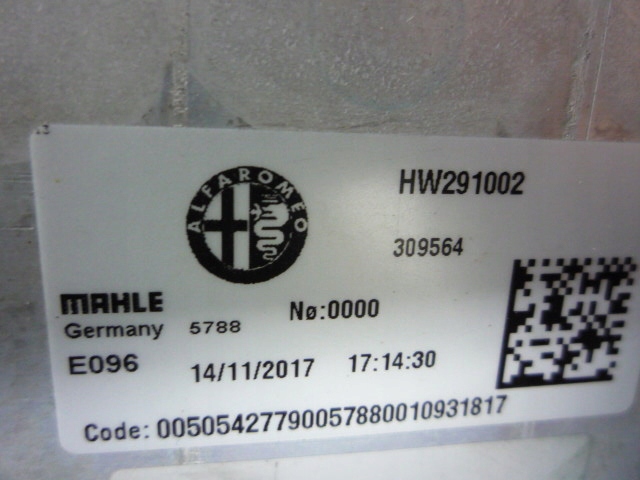 ALFA ROMEO
HW291002
309564
MAHLE
Germany 5788 Nø:0000
E096 14/11/2017 17:14:30
Code: 00505427790057880010931817